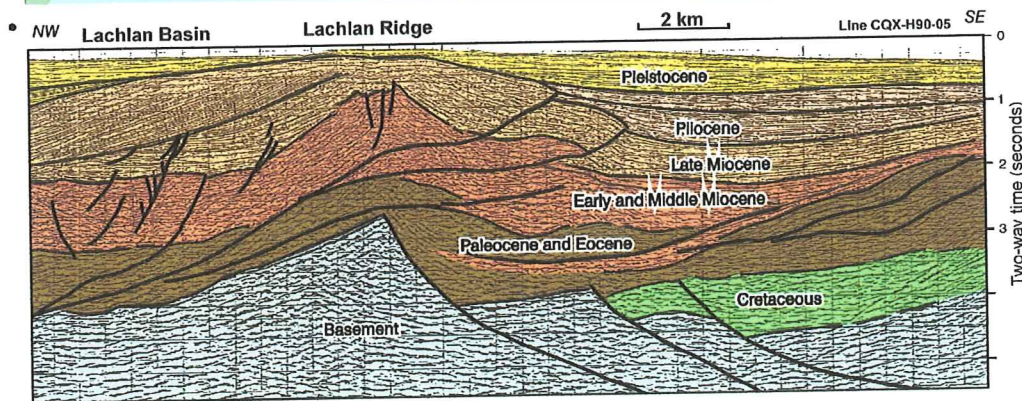 NW Lachlan Basin Lachlan Ridge 2 km Line CQX-H90-05 SE
0
Pleistocene
1
Pliocene
Late Miocene
2
Early and Middle Miocene
3
Paleocene and Eocene
Cretaceous
Basement
Two-way time (seconds)